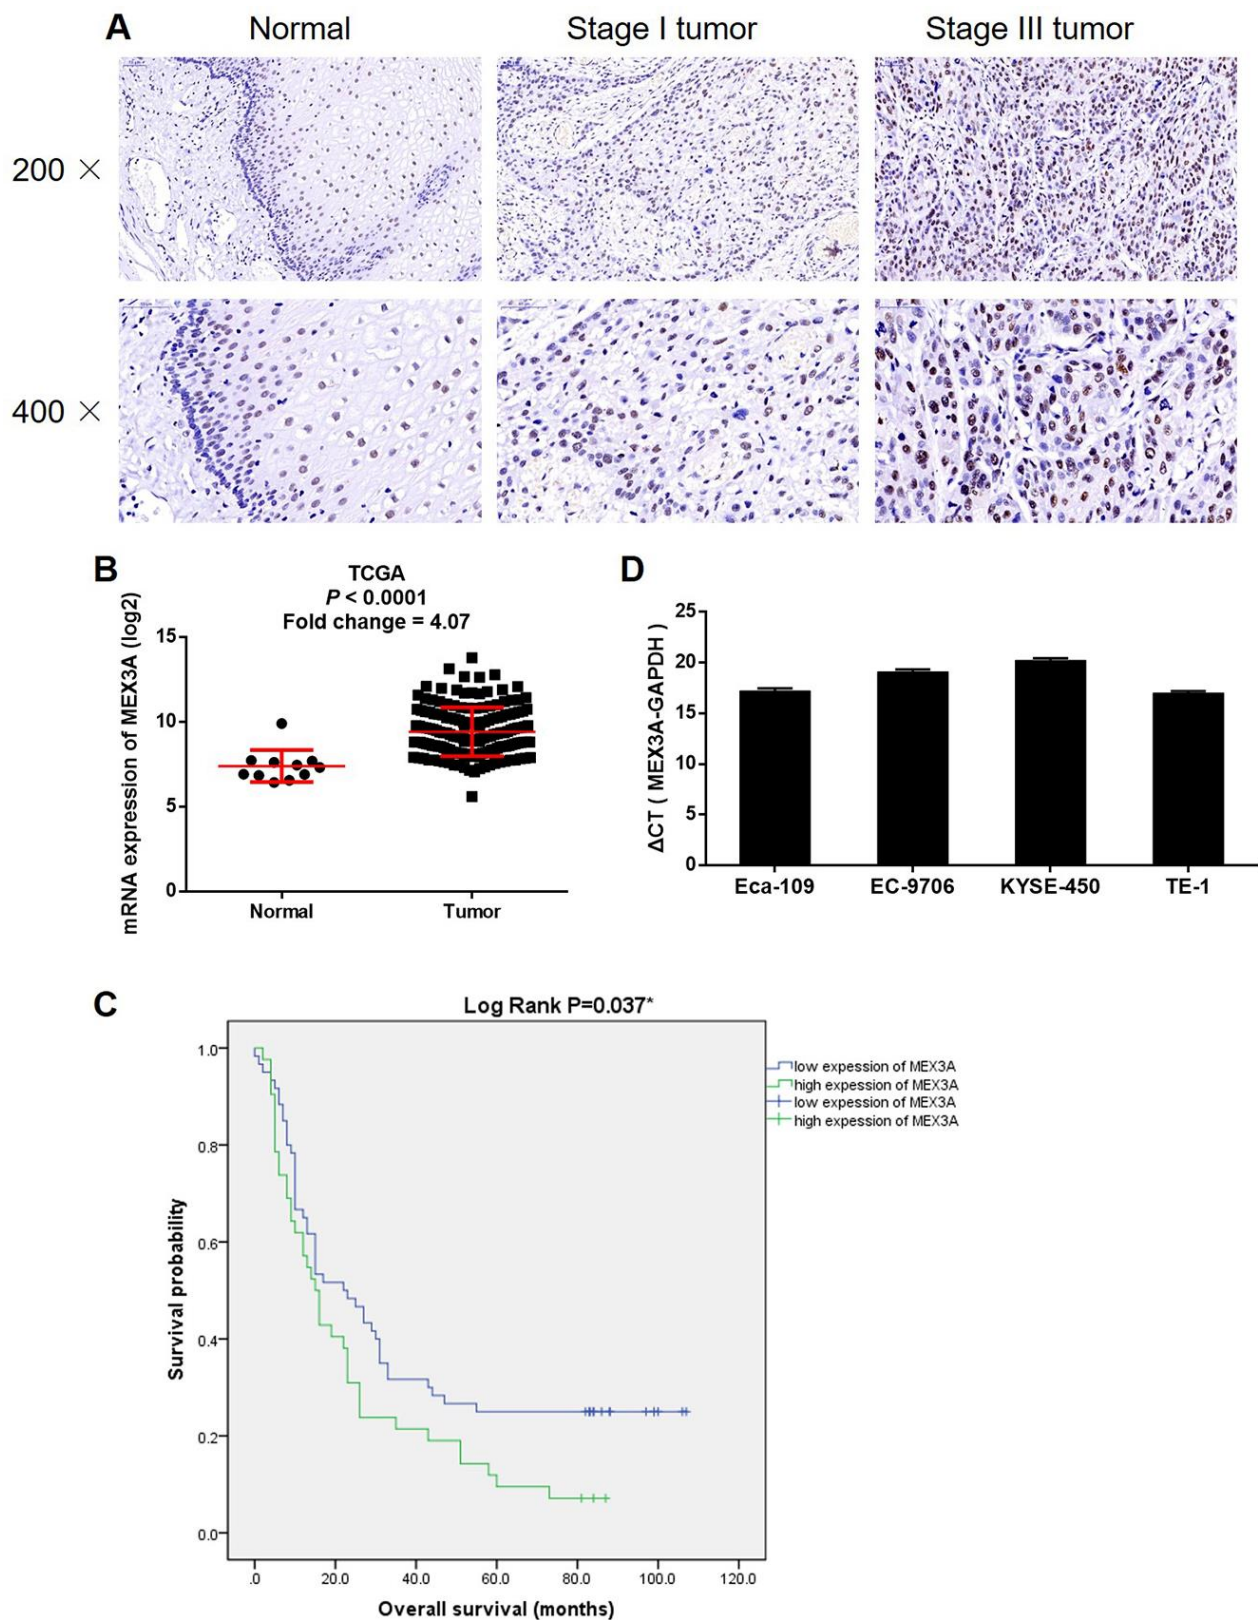 A
Normal
Stage I tumor
Stage III tumor
200 ×
400 ×
B
TCGA
P < 0.0001
Fold change = 4.07
mRNA expression of MEX3A (log2)
15
10
5
0
Normal
Tumor
D
ΔCT ( MEX3A-GAPDH )
25
20
15
10
5
0
Eca-109
EC-9706
KYSE-450
TE-1
C
Log Rank P=0.037*
Survival probability
1.0
0.8
0.6
0.4
0.2
0.0
.0
20.0
40.0
60.0
80.0
100.0
120.0
Overall survival (months)
low expession of MEX3A
high expession of MEX3A
low expession of MEX3A
high expession of MEX3A